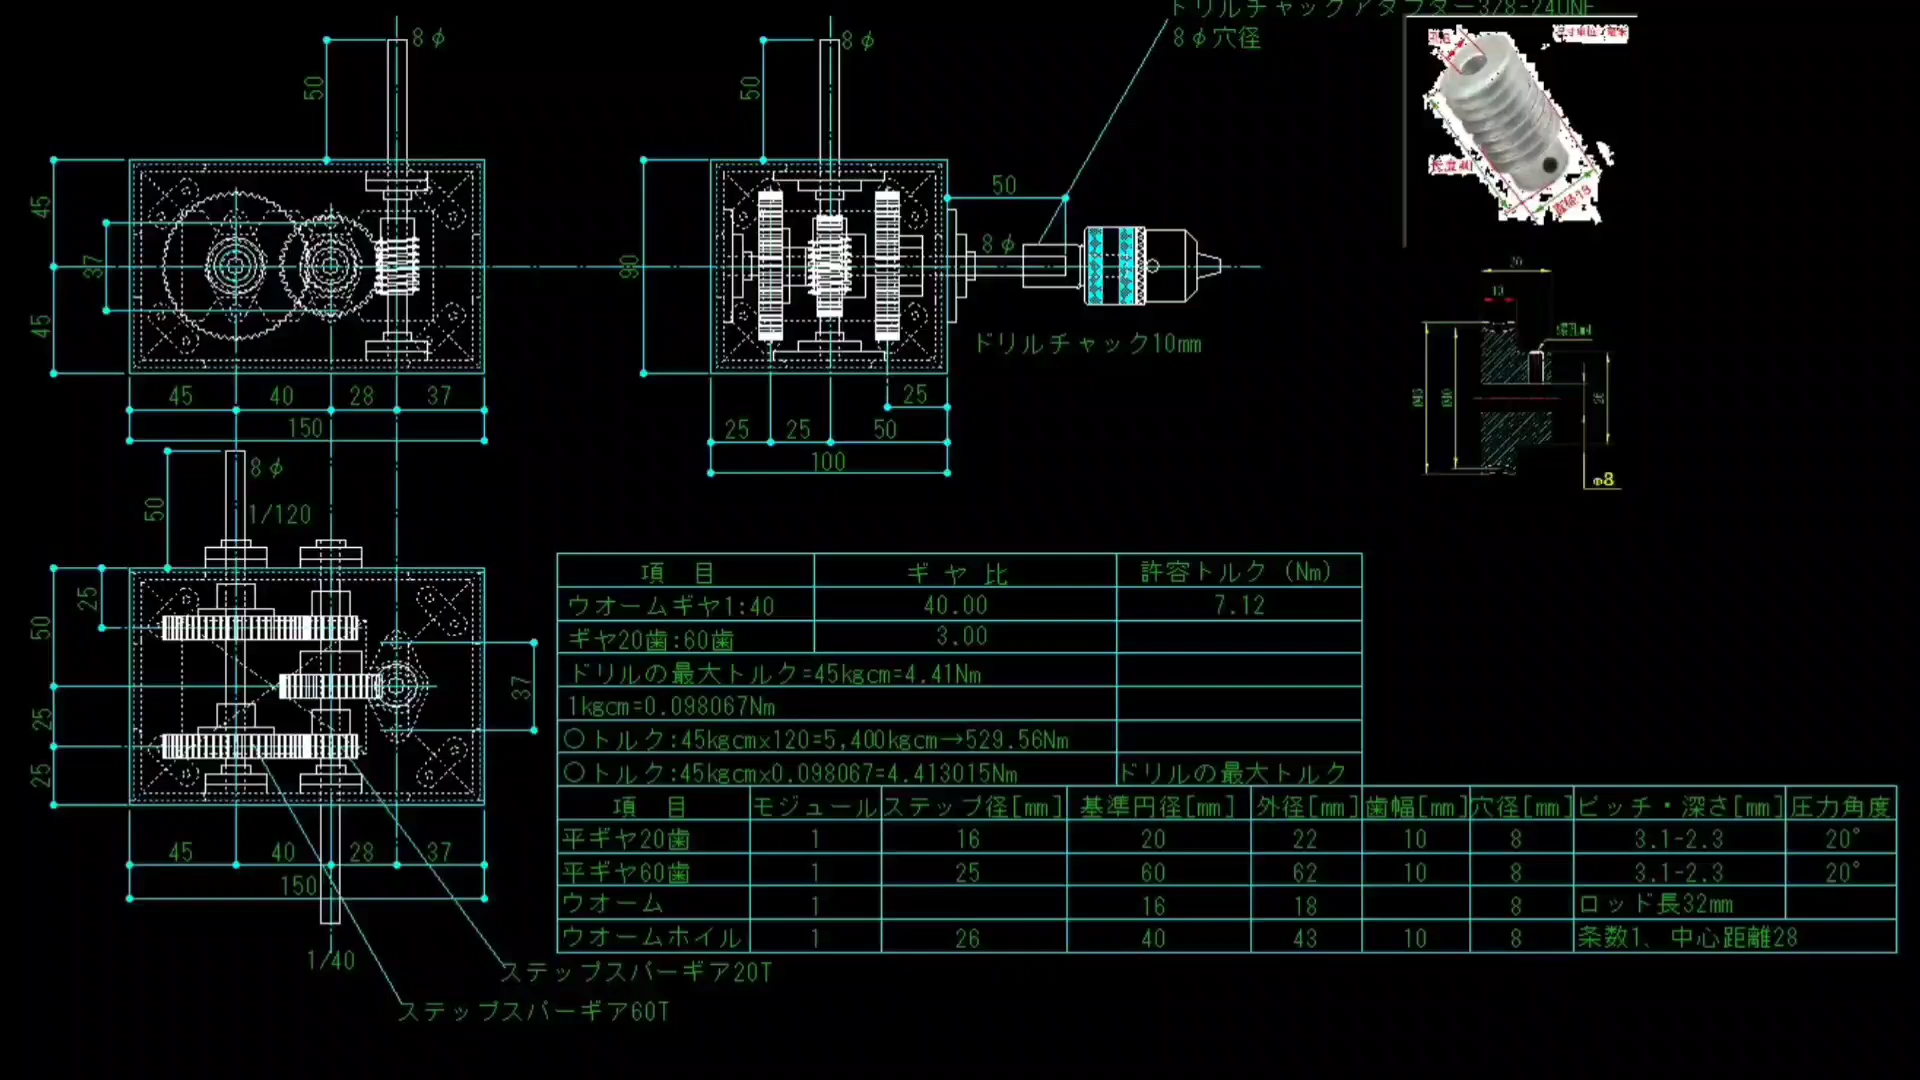 ドリルチャックアダプター3/8-24UNF
8φ穴径
8φ
50
45
37
45
45
40
28
37
150
8φ
50
90
50
8φ
ドリルチャック10mm
25
25
25
50
100
20
Φ8
8φ
50
1/120
25
50
25
25
37
45
40
28
37
150
1/40
ステップスパーギア20T
ステップスパーギア60T
項 目 ギ ヤ 比 許容トルク (Nm)
ウオームギヤ1:40 40.00 7.12
ギヤ20歯:60歯 3.00
ドリルの最大トルク=45kgcm=4.41Nm
1kgcm=0.098067Nm
○トルク:45kgcmx120=5,400kgcm→529.56Nm
○トルク:45kgcmx0.098067=4.413015Nm ドリルの最大トルク
項 目 モジュール ステップ径[mm] 基準円径[mm] 外径[mm] 歯幅[mm] 穴径[mm] ピッチ・深さ[mm] 圧力角度
平ギヤ20歯 1 16 20 22 10 8 3.1-2.3 20°
平ギヤ60歯 1 25 60 62 10 8 3.1-2.3 20°
ウオーム 1 16 18 8 ロッド長32mm
ウオームホイル 1 26 40 43 10 8 条数1、中心距離28